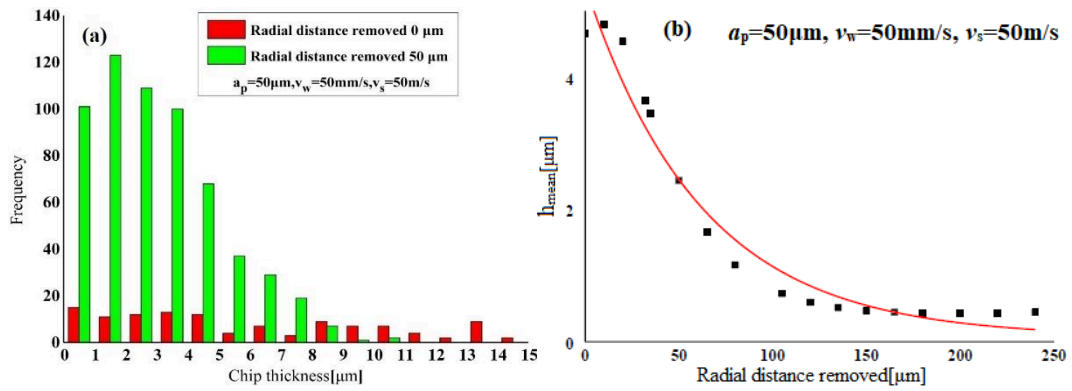 (a)
Radial distance removed 0 μm
Radial distance removed 50 μm
ap=50μm,vw=50mm/s,vs=50m/s
140
120
100
80
60
40
20
0
Frequency
0 1 2 3 4 5 6 7 8 9 10 11 12 13 14 15
Chip thickness[μm]
(b)
ap=50μm, vw=50mm/s, vs=50m/s
4
2
0
hmean[μm]
0 50 100 150 200 250
Radial distance removed[μm]